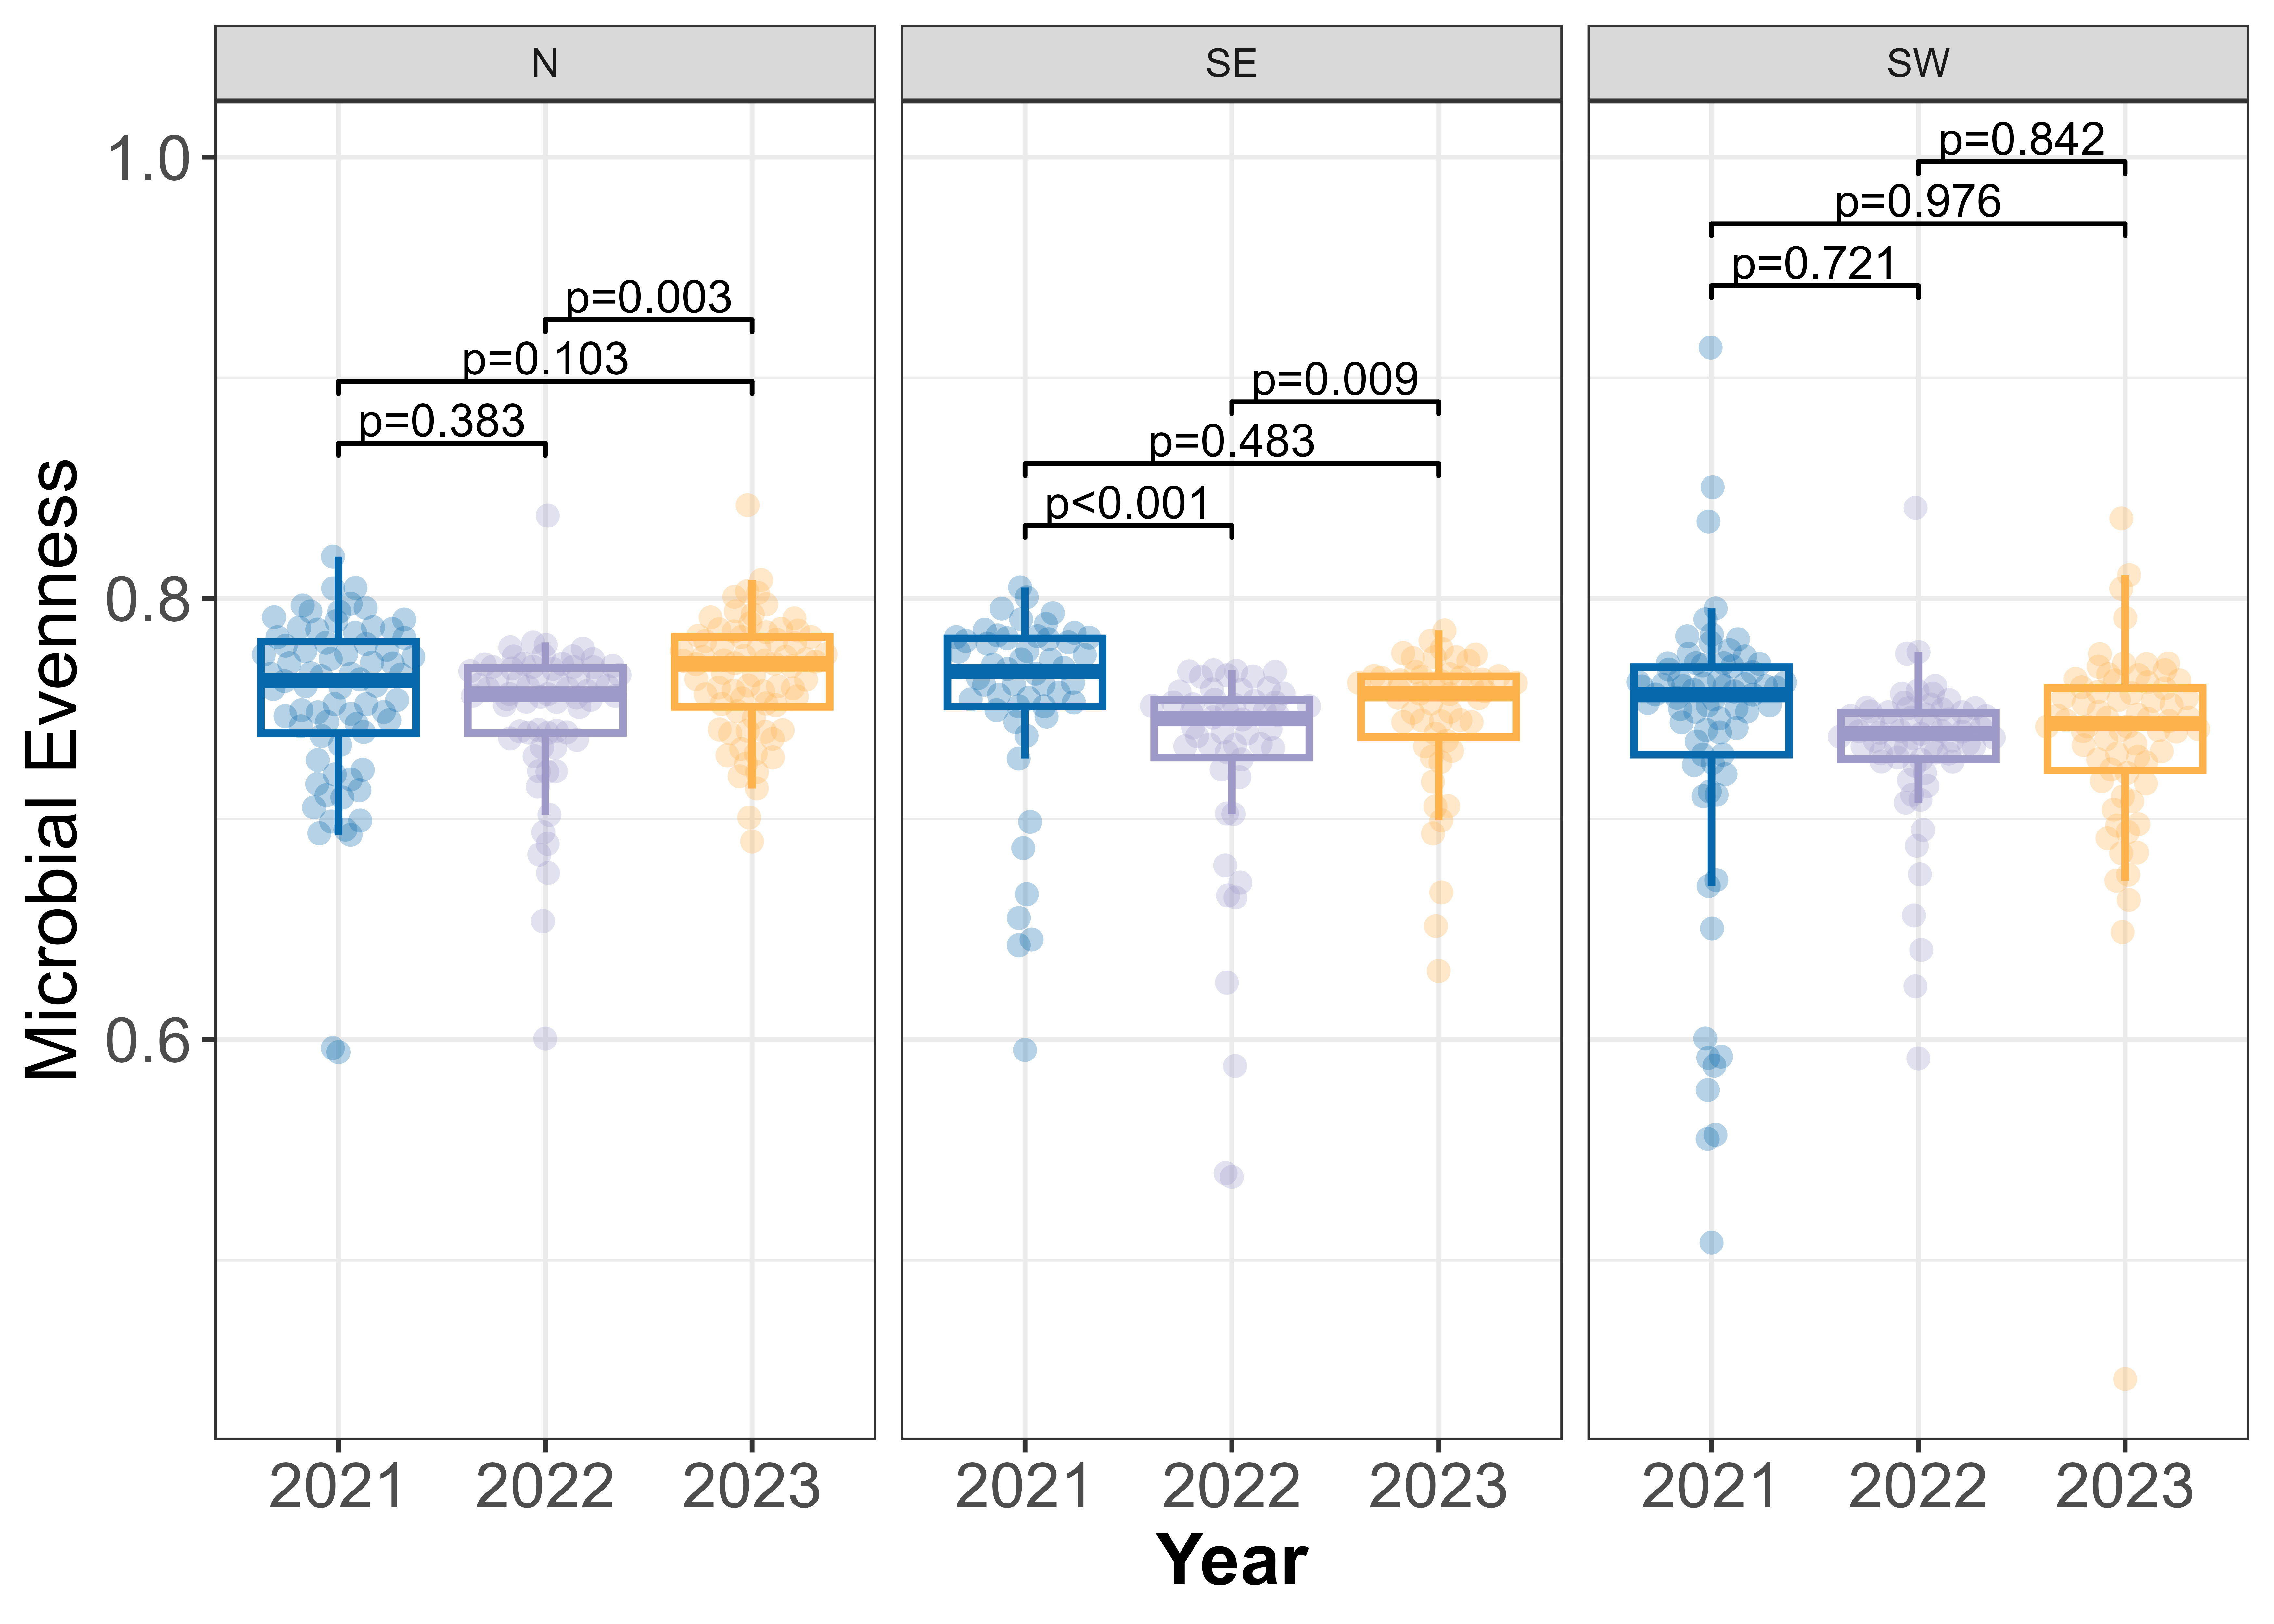 N
SE
SW
Microbial Evenness
1.0
0.8
0.6
p=0.003
p=0.103
p=0.383
p=0.009
p=0.483
p<0.001
p=0.842
p=0.976
p=0.721
2021 2022 2023
2021 2022 2023
2021 2022 2023
Year